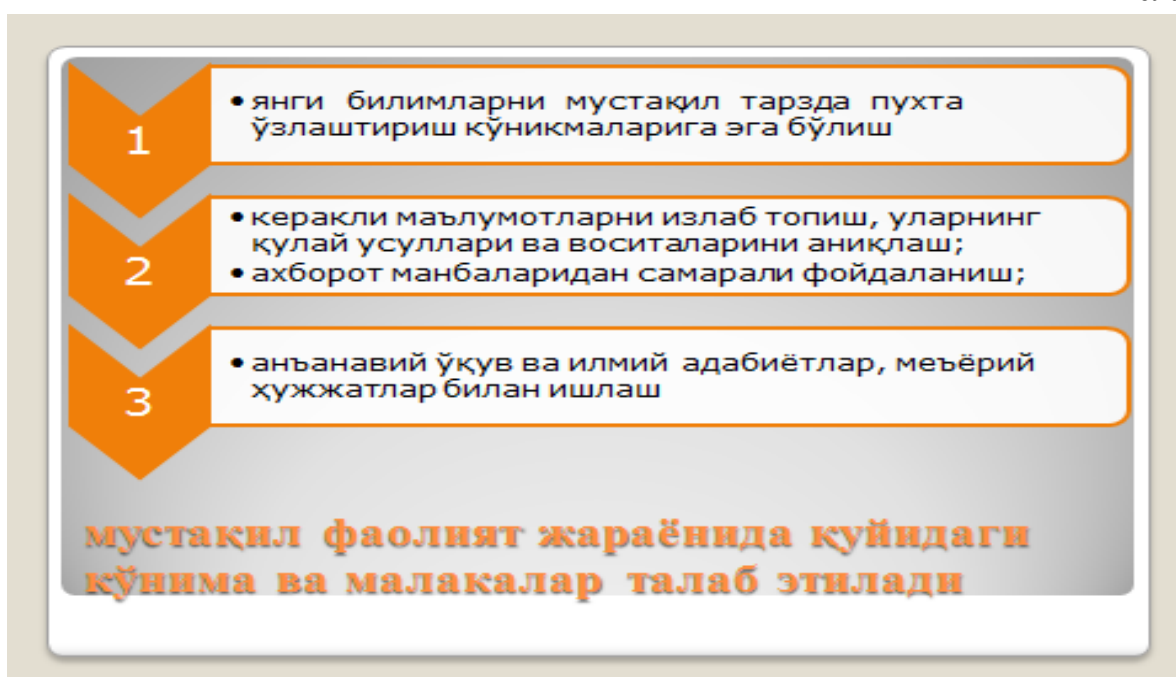 1
• янги билимларни мустақил тарзда пухта
ўзлаштириш кўникмаларига эга бўлиш
2
• керакли маълумотларни излаб топиш, уларнинг
қулай усуллари ва воситаларини аниқлаш;
• ахборот манбаларидан самарали фойдаланиш;
3
• анъанавий ўқув ва илмий адабиётлар, меъёрий
ҳужжатлар билан ишлаш
мустақил фаолият жараёнида қуйидаги
кўнима ва малакалар талаб этилади